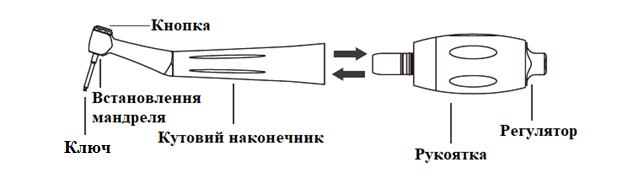 Кнопка
Встановлення
мандреля
Ключ
Кутовий наконечник
Рукоятка
Регулятор